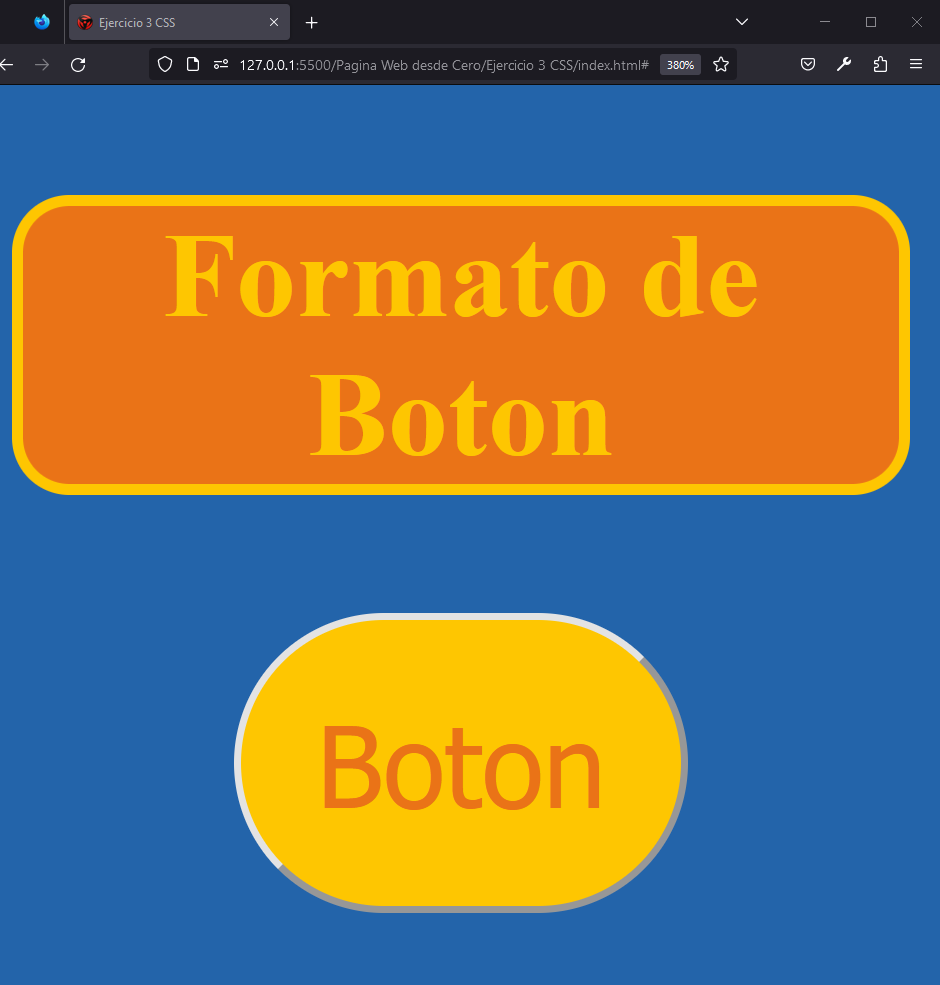 Ejercicio 3 CSS
127.0.0.1:5500/Pagina Web desde Cero/Ejercicio 3 CSS/index.html#
380%
Formato de
Boton
Boton